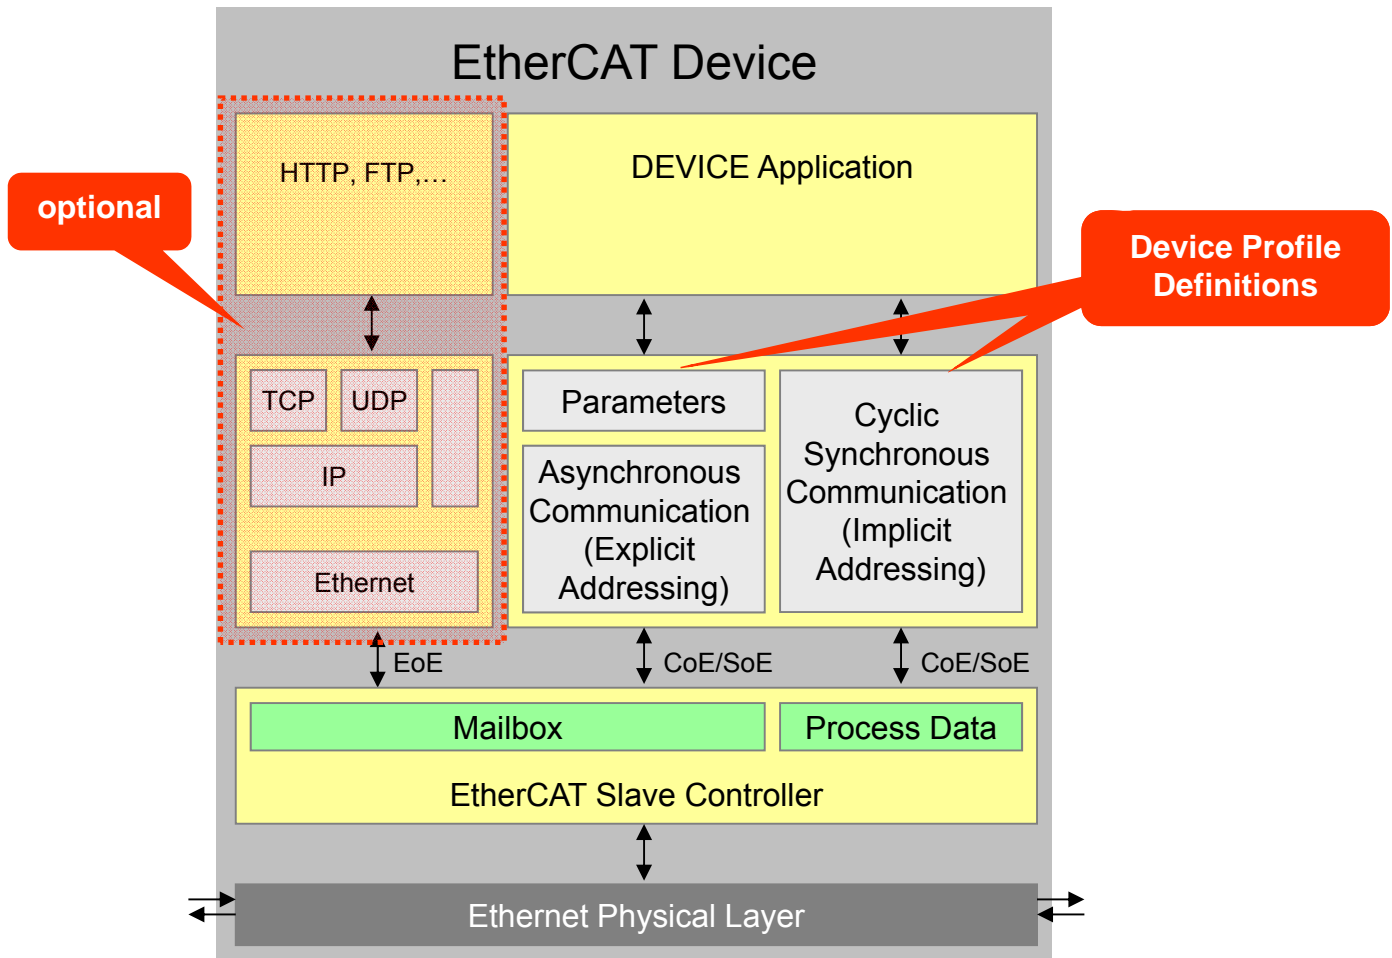 EtherCAT Device
HTTP, FTP,...
DEVICE Application
optional
Device Profile
Definitions
TCP
UDP
IP
Ethernet
Parameters
Asynchronous
Communication
(Explicit
Addressing)
Cyclic
Synchronous
Communication
(Implicit
Addressing)
EoE
CoE/SoE
CoE/SoE
Mailbox
Process Data
EtherCAT Slave Controller
Ethernet Physical Layer